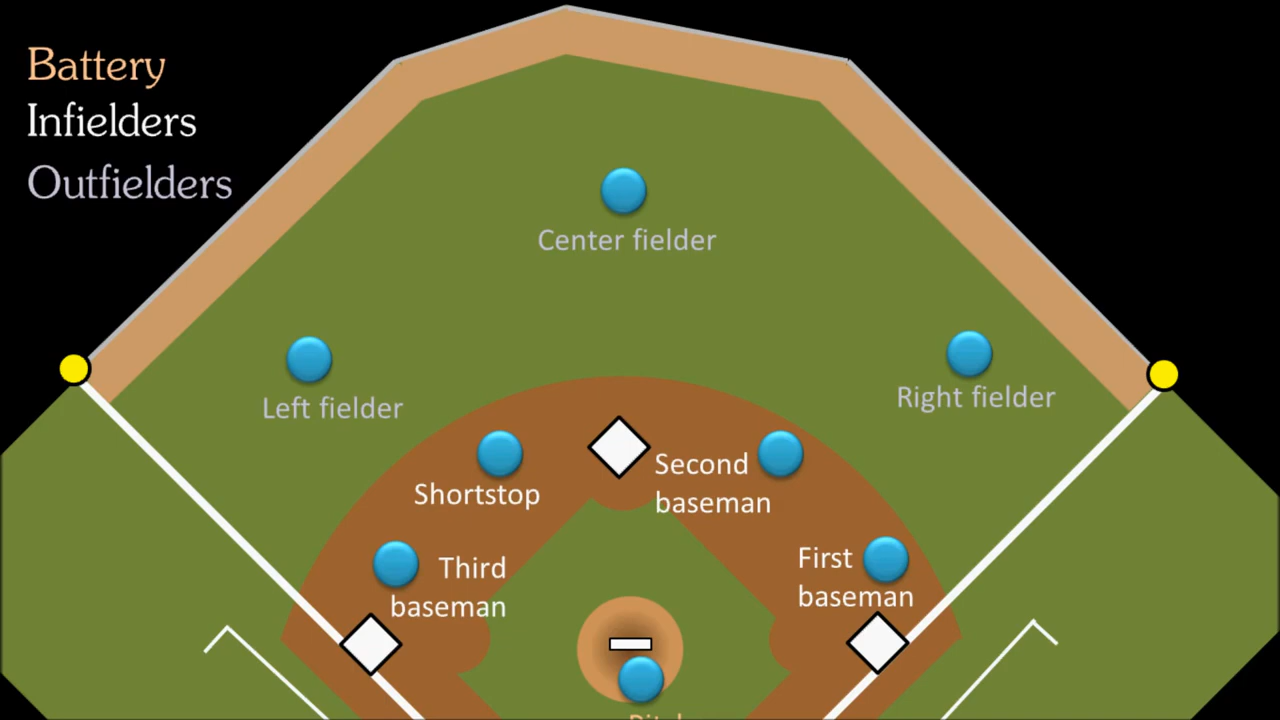 Battery
Infielders
Outfielders
Center fielder
Left fielder
Right fielder
Shortstop
Second
baseman
Third
baseman
First
baseman